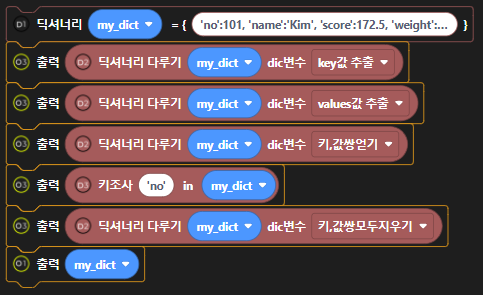 D1 딕셔너리 my_dict = { 'no':101, 'name':'Kim', 'score':172.5, 'weight':... }
O3 출력 D2 딕셔너리 다루기 my_dict dic변수 key값 추출
O3 출력 D2 딕셔너리 다루기 my_dict dic변수 values값 추출
O3 출력 D2 딕셔너리 다루기 my_dict dic변수 키,값쌍얻기
O3 출력 D3 키조사 'no' in my_dict
O3 출력 D2 딕셔너리 다루기 my_dict dic변수 키,값쌍모두지우기
O1 출력 my_dict